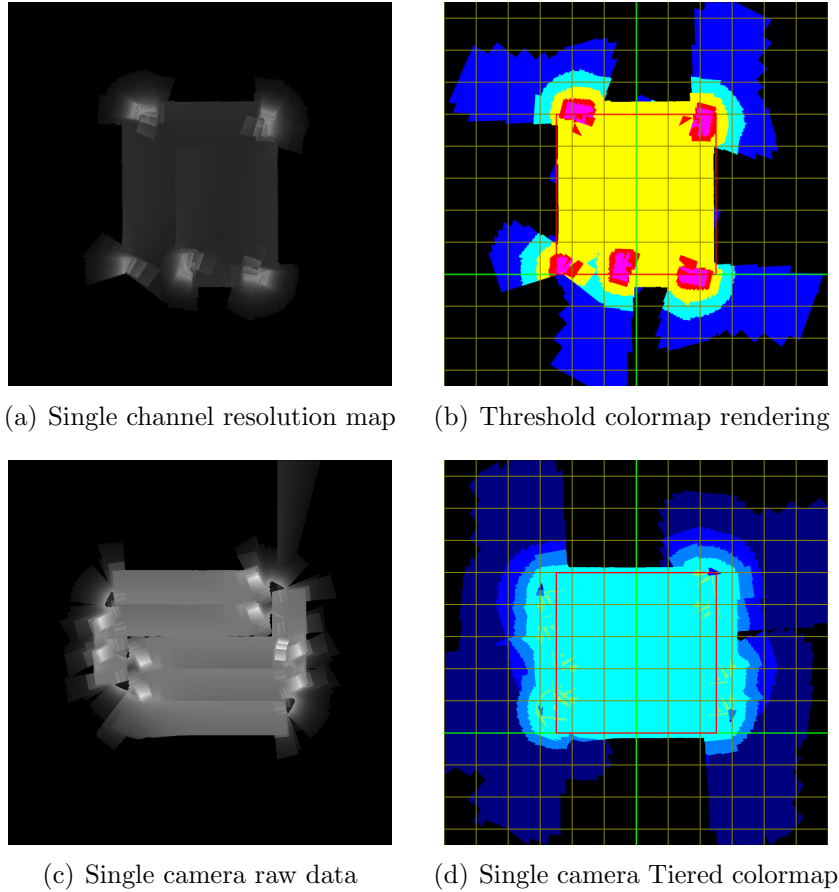 (a) Single channel resolution map
(b) Threshold colormap rendering
(c) Single camera raw data
(d) Single camera Tiered colormap